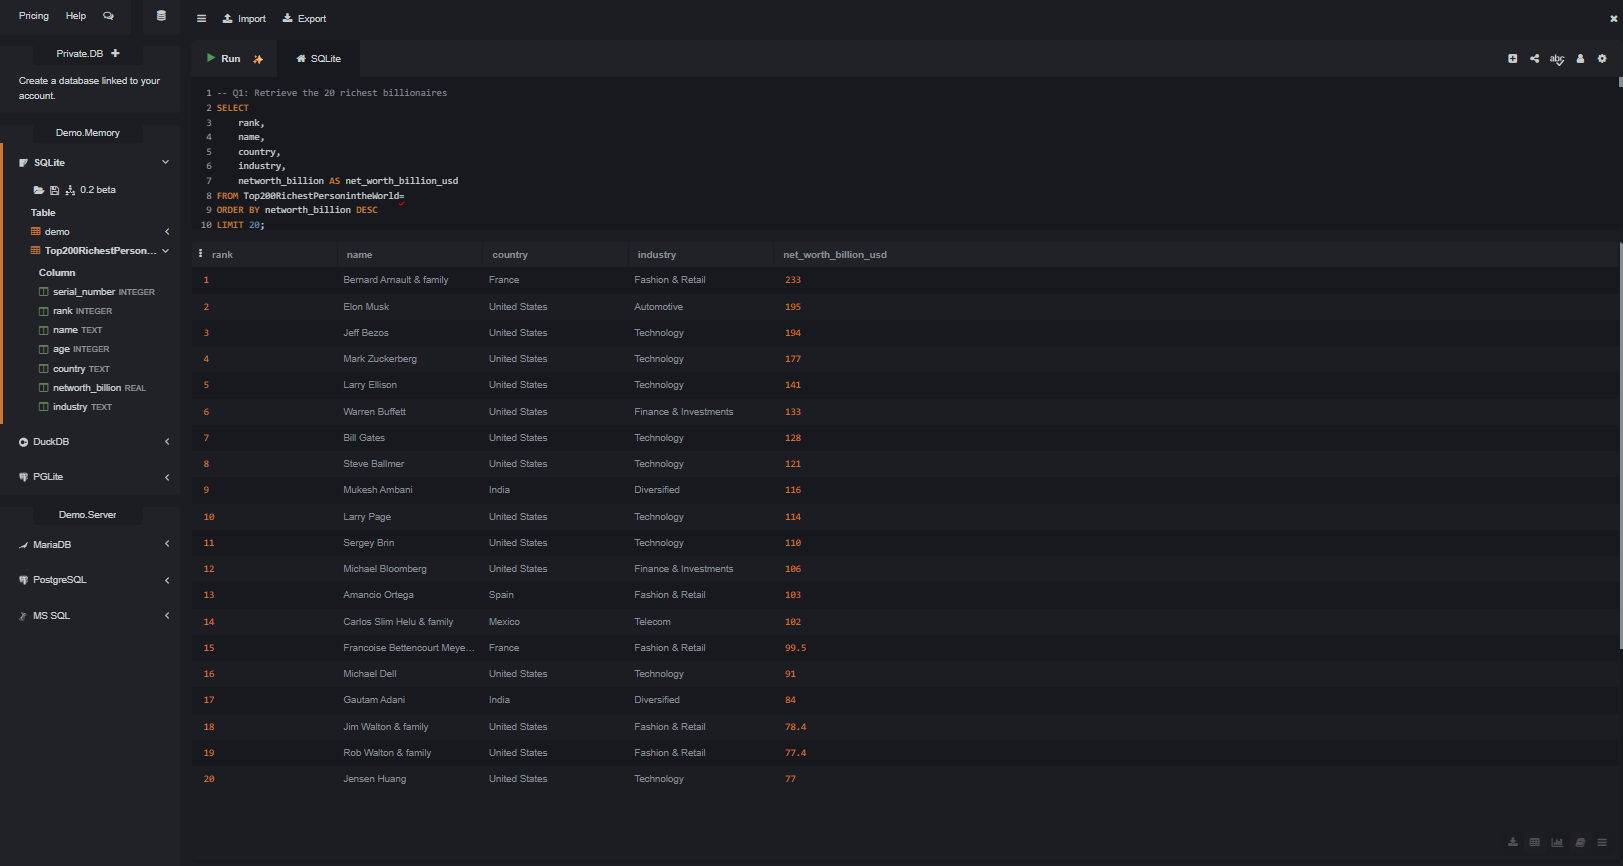 Pricing Help
Import Export
Private.DB
Create a database linked to your
account.
Demo.Memory
SQLite
0.2 beta
Table
demo
Top200RichestPerson...
Column
serial_number INTEGER
rank INTEGER
name TEXT
age INTEGER
country TEXT
networth_billion REAL
industry TEXT
DuckDB
PGLite
Demo.Server
MariaDB
PostgreSQL
MS SQL
Run SQLite abc
1 -- Q1: Retrieve the 20 richest billionaires
2 SELECT
3 rank,
4 name,
5 country,
6 industry,
7 networth_billion AS net_worth_billion_usd
8 FROM Top200RichestPersonintheWorld=
9 ORDER BY networth_billion DESC
10 LIMIT 20;
rank name country industry net_worth_billion_usd
1 Bernard Arnault & family France Fashion & Retail 233
2 Elon Musk United States Automotive 195
3 Jeff Bezos United States Technology 194
4 Mark Zuckerberg United States Technology 177
5 Larry Ellison United States Technology 141
6 Warren Buffett United States Finance & Investments 133
7 Bill Gates United States Technology 128
8 Steve Ballmer United States Technology 121
9 Mukesh Ambani India Diversified 116
10 Larry Page United States Technology 114
11 Sergey Brin United States Technology 110
12 Michael Bloomberg United States Finance & Investments 106
13 Amancio Ortega Spain Fashion & Retail 103
14 Carlos Slim Helu & family Mexico Telecom 102
15 Francoise Bettencourt Meye... France Fashion & Retail 99.5
16 Michael Dell United States Technology 91
17 Gautam Adani India Diversified 84
18 Jim Walton & family United States Fashion & Retail 78.4
19 Rob Walton & family United States Fashion & Retail 77.4
20 Jensen Huang United States Technology 77